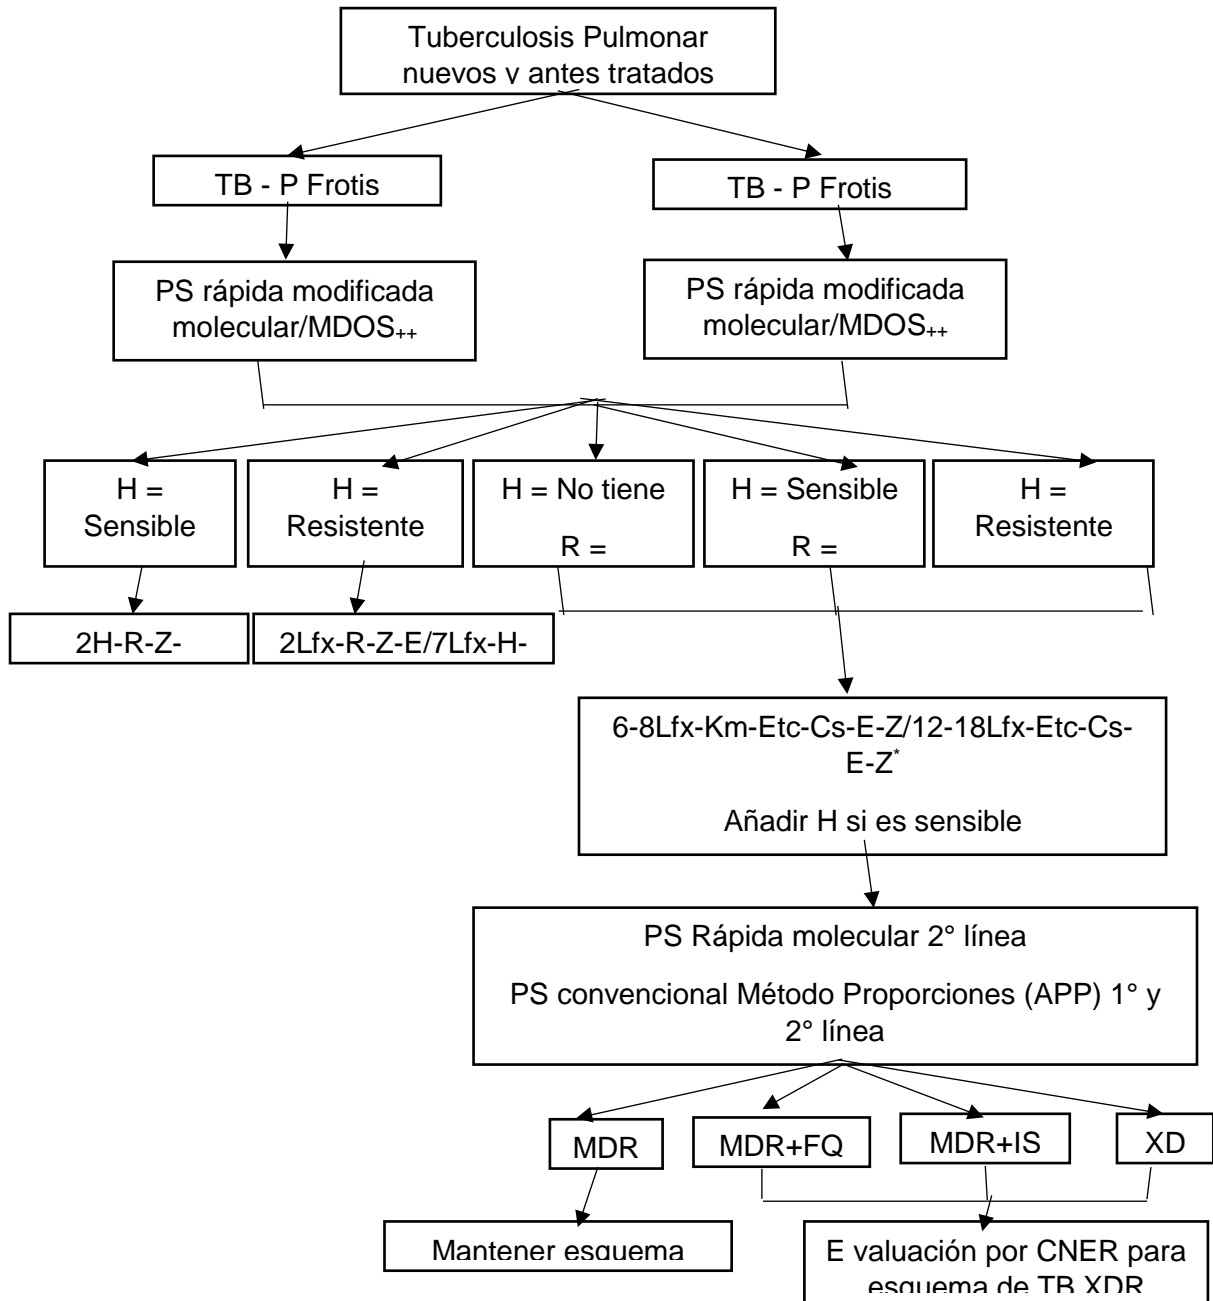 Tuberculosis Pulmonar
nuevos y antes tratados
TB - P Frotis
TB - P Frotis
PS rápida modificada
molecular/MDOS++
PS rápida modificada
molecular/MDOS++
H =
Sensible
H =
Resistente
H = No tiene
R =
H = Sensible
R =
H =
Resistente
2H-R-Z-
2Lfx-R-Z-E/7Lfx-H-
6-8Lfx-Km-Etc-Cs-E-Z/12-18Lfx-Etc-Cs-
E-Z*
Añadir H si es sensible
PS Rápida molecular 2° línea
PS convencional Método Proporciones (APP) 1° y
2° línea
MDR
MDR+FQ
MDR+IS
XD
Mantener esquema
E valuación por CNER para
esquema de TB XDR